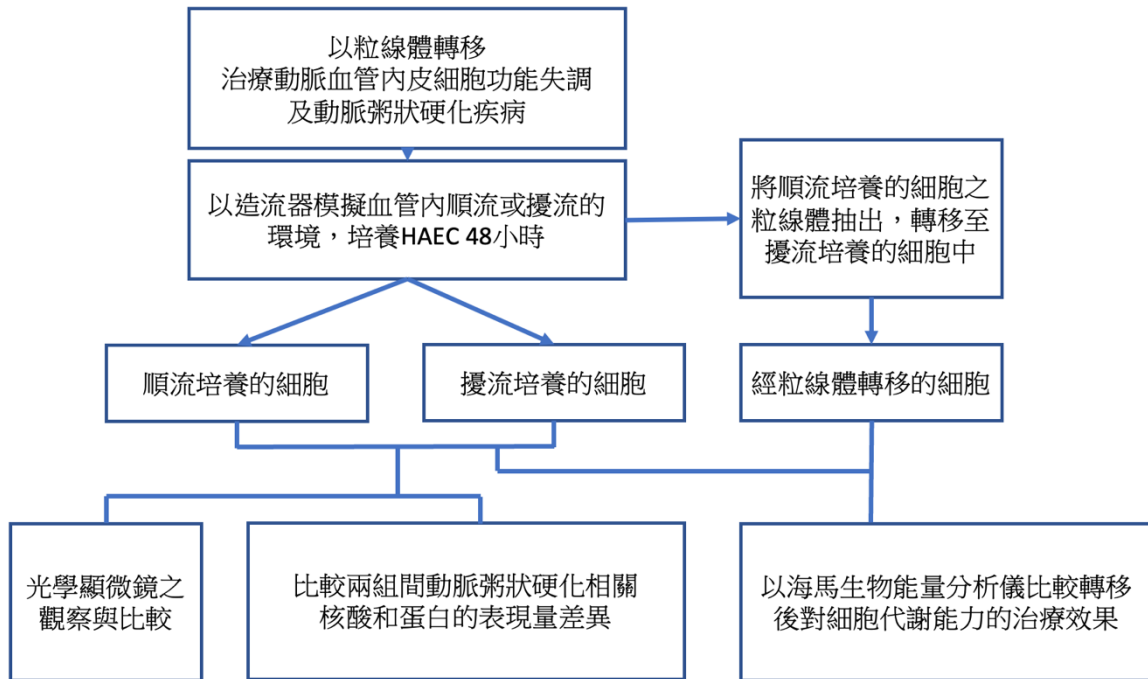 以粒線體轉移
治療動脈血管內皮細胞功能失調
及動脈粥狀硬化疾病
以造流器模擬血管內順流或擾流的
環境，培養HAEC 48小時
將順流培養的細胞之
粒線體抽出，轉移至
擾流培養的細胞中
順流培養的細胞
擾流培養的細胞
經粒線體轉移的細胞
光學顯微鏡之
觀察與比較
比較兩組間動脈粥狀硬化相關
核酸和蛋白的表現量差異
以海馬生物能量分析儀比較轉移
後對細胞代謝能力的治療效果